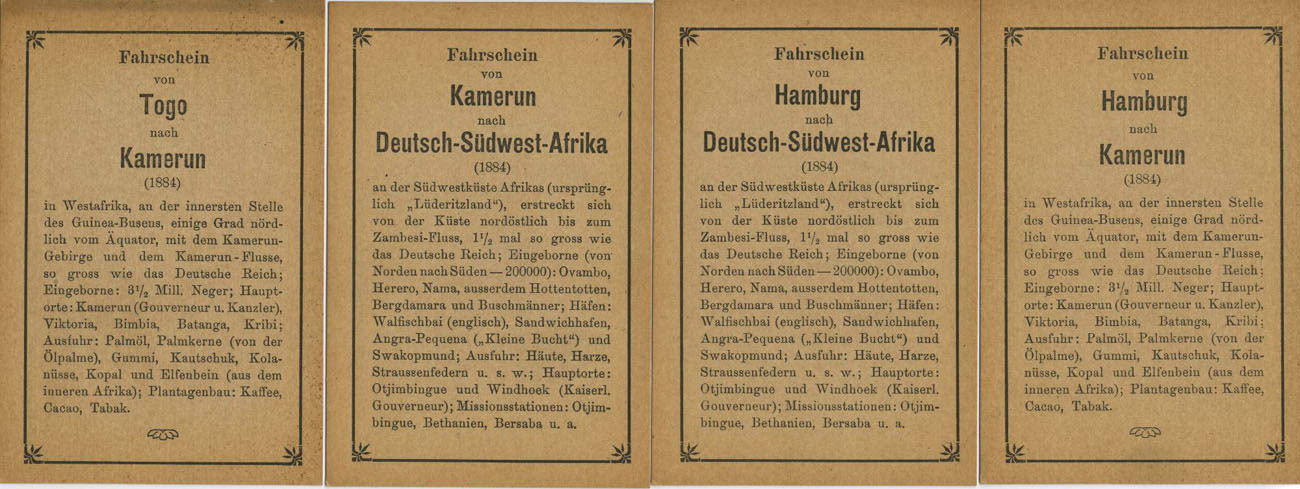 Fahrschein
von
Togo
nach
Kamerun
(1884)
in Westafrika, an der innersten Stelle
des Guinea-Busens, einige Grad nörd-
lich vom Äquator, mit dem Kamerun-
Gebirge und dem Kamerun-Flusse,
so gross wie das Deutsche Reich;
Eingeborne: 3½ Mill. Neger; Haupt-
orte: Kamerun (Gouverneur u. Kanzler),
Viktoria, Bimbia, Batanga, Kribi;
Ausfuhr: Palmöl, Palmkerne (von der
Ölpalme), Gummi, Kautschuk, Kola-
nüsse, Kopal und Elfenbein (aus dem
inneren Afrika); Plantagenbau: Kaffee,
Cacao, Tabak.
Fahrschein
von
Kamerun
nach
Deutsch-Südwest-Afrika
(1884)
an der Südwestküste Afrikas (ursprüng-
lich „Lüderitzland“), erstreckt sich
von der Küste nordöstlich bis zum
Zambesi-Fluss, 1½ mal so gross wie
das Deutsche Reich; Eingeborne (von
Norden nach Süden — 200000): Ovambo,
Herero, Nama, ausserdem Hottentotten,
Bergdamara und Buschmänner; Häfen:
Walfischbai (englisch), Sandwichhafen,
Angra-Pequena („Kleine Bucht“) und
Swakopmund; Ausfuhr: Häute, Harze,
Straussenfedern u. s. w.; Hauptorte:
Otjimbingue und Windhoek (Kaiserl.
Gouverneur); Missionsstationen: Otjim-
bingue, Bethanien, Bersaba u. a.
Fahrschein
von
Hamburg
nach
Deutsch-Südwest-Afrika
(1884)
an der Südwestküste Afrikas (ursprüng-
lich „Lüderitzland“), erstreckt sich
von der Küste nordöstlich bis zum
Zambesi-Fluss, 1½ mal so gross wie
das Deutsche Reich; Eingeborne (von
Norden nach Süden — 200000): Ovambo,
Herero, Nama, ausserdem Hottentotten,
Bergdamara und Buschmänner; Häfen:
Walfischbai (englisch), Sandwichhafen,
Angra-Pequena („Kleine Bucht“) und
Swakopmund; Ausfuhr: Häute, Harze,
Straussenfedern u. s. w.; Hauptorte:
Otjimbingue und Windhoek (Kaiserl.
Gouverneur); Missionsstationen: Otjim-
bingue, Bethanien, Bersaba u. a.
Fahrschein
von
Hamburg
nach
Kamerun
(1884)
in Westafrika, an der innersten Stelle
des Guinea-Busens, einige Grad nörd-
lich vom Äquator, mit dem Kamerun-
Gebirge und dem Kamerun-Flusse,
so gross wie das Deutsche Reich;
Eingeborne: 3½ Mill. Neger; Haupt-
orte: Kamerun (Gouverneur u. Kanzler),
Viktoria, Bimbia, Batanga, Kribi;
Ausfuhr: Palmöl, Palmkerne (von der
Ölpalme), Gummi, Kautschuk, Kola-
nüsse, Kopal und Elfenbein (aus dem
inneren Afrika); Plantagenbau: Kaffee,
Cacao, Tabak.